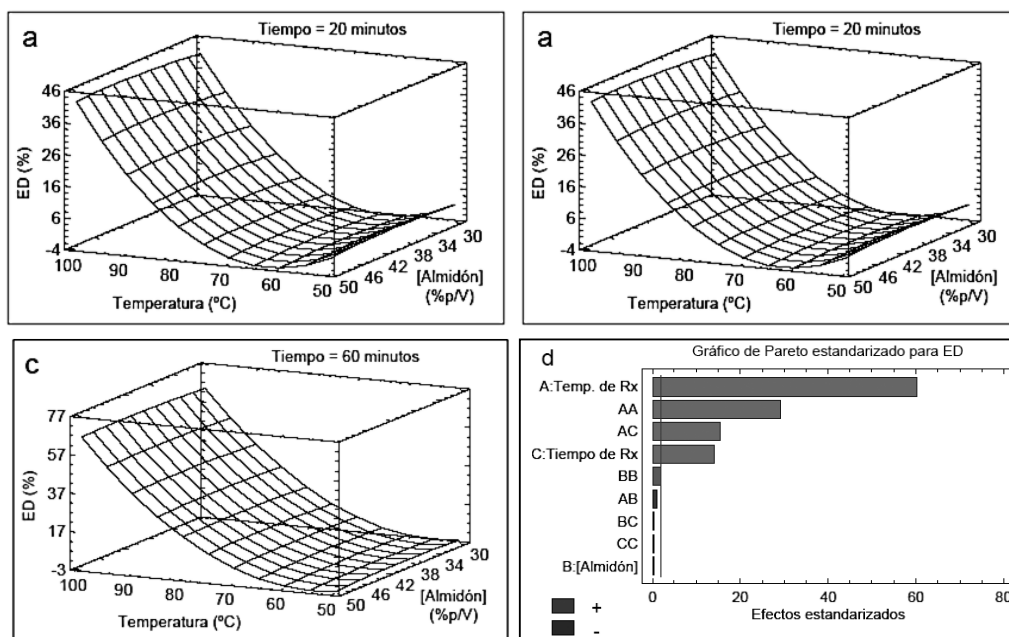 a
Tiempo = 20 minutos
46
36
26
16
6
-4
ED (%)
100
90
80
70
60
50
Temperatura (ºC)
50
46
42
38
34
30
[Almidón]
(%p/V)
a
Tiempo = 20 minutos
46
36
26
16
6
-4
ED (%)
100
90
80
70
60
50
Temperatura (ºC)
50
46
42
38
34
30
[Almidón]
(%p/V)
c
Tiempo = 60 minutos
77
57
37
17
-3
ED (%)
100
90
80
70
60
50
Temperatura (ºC)
50
46
42
38
34
30
[Almidón]
(%p/V)
d
Gráfico de Pareto estandarizado para ED
A:Temp. de Rx
AA
AC
C:Tiempo de Rx
BB
AB
BC
CC
B:[Almidón]
0 20 40 60 80
Efectos estandarizados
+
-